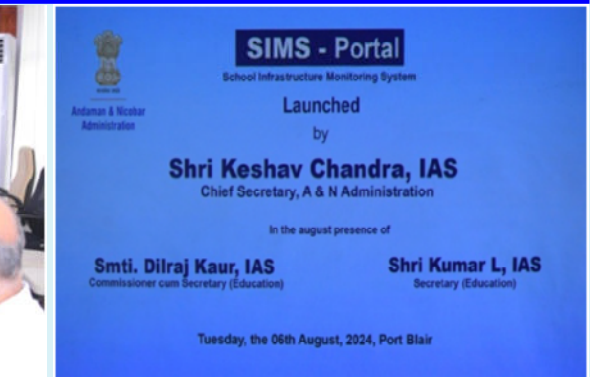 SIMS - Portal
School Infrastructure Monitoring System
Andaman & Nicobar
Administration
Launched
by
Shri Keshav Chandra, IAS
Chief Secretary, A & N Administration
In the august presence of
Smti. Dilraj Kaur, IAS
Commissioner cum Secretary (Education)
Shri Kumar L, IAS
Secretary (Education)
Tuesday, the 06th August, 2024, Port Blair